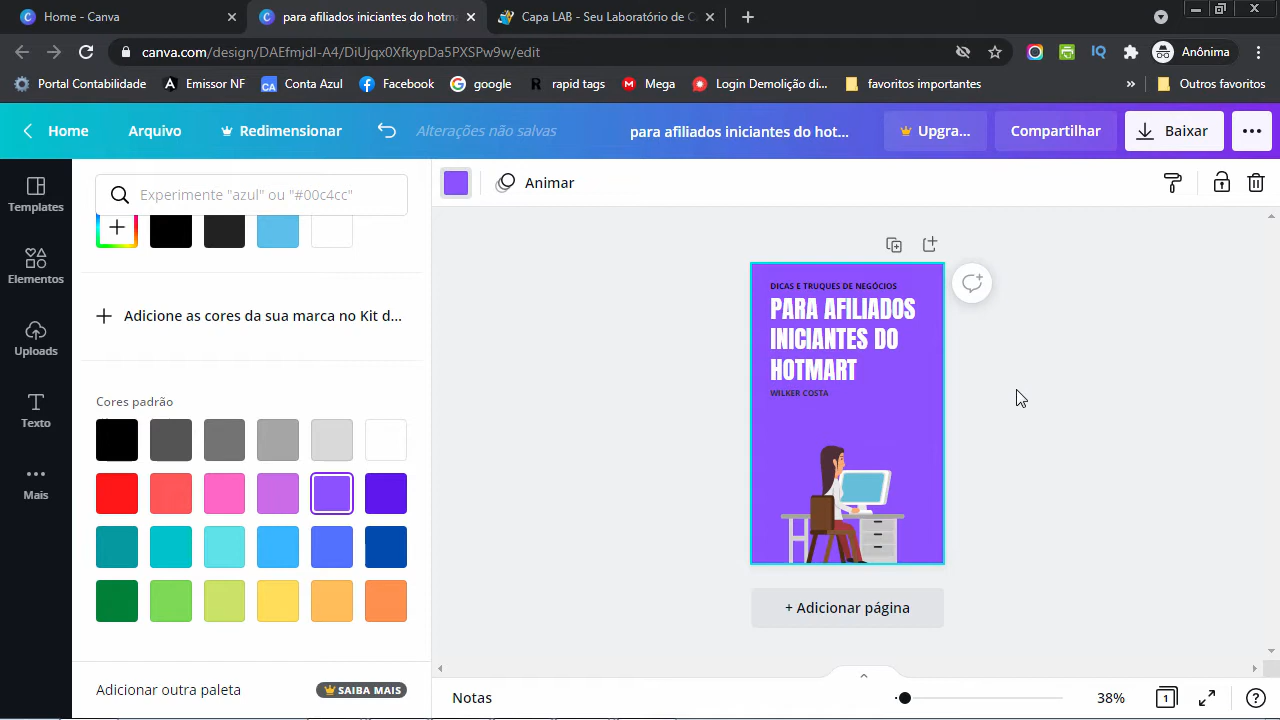 Home - Canva
para afiliados iniciantes do hotm
Capa LAB - Seu Laboratório de C
canva.com/design/DAEfmjdI-A4/DiUjqx0XfkypDa5PXSPw9w/edit
IQ
Anônima
Portal Contabilidade
Emissor NF
CA Conta Azul
Facebook
google
rapid tags
Mega
Login Demolição di...
favoritos importantes
»
Outros favoritos
Home
Arquivo
Redimensionar
Alterações não salvas
para afiliados iniciantes do hot...
Upgra...
Compartilhar
Baixar
Templates
Elementos
Uploads
Texto
Mais
Experimente "azul" ou "#00c4cc"
Adicione as cores da sua marca no Kit d...
Cores padrão
Adicionar outra paleta
SAIBA MAIS
Animar
DICAS E TRUQUES DE NEGÓCIOS
PARA AFILIADOS
INICIANTES DO
HOTMART
WILKER COSTA
+ Adicionar página
Notas
38%
1